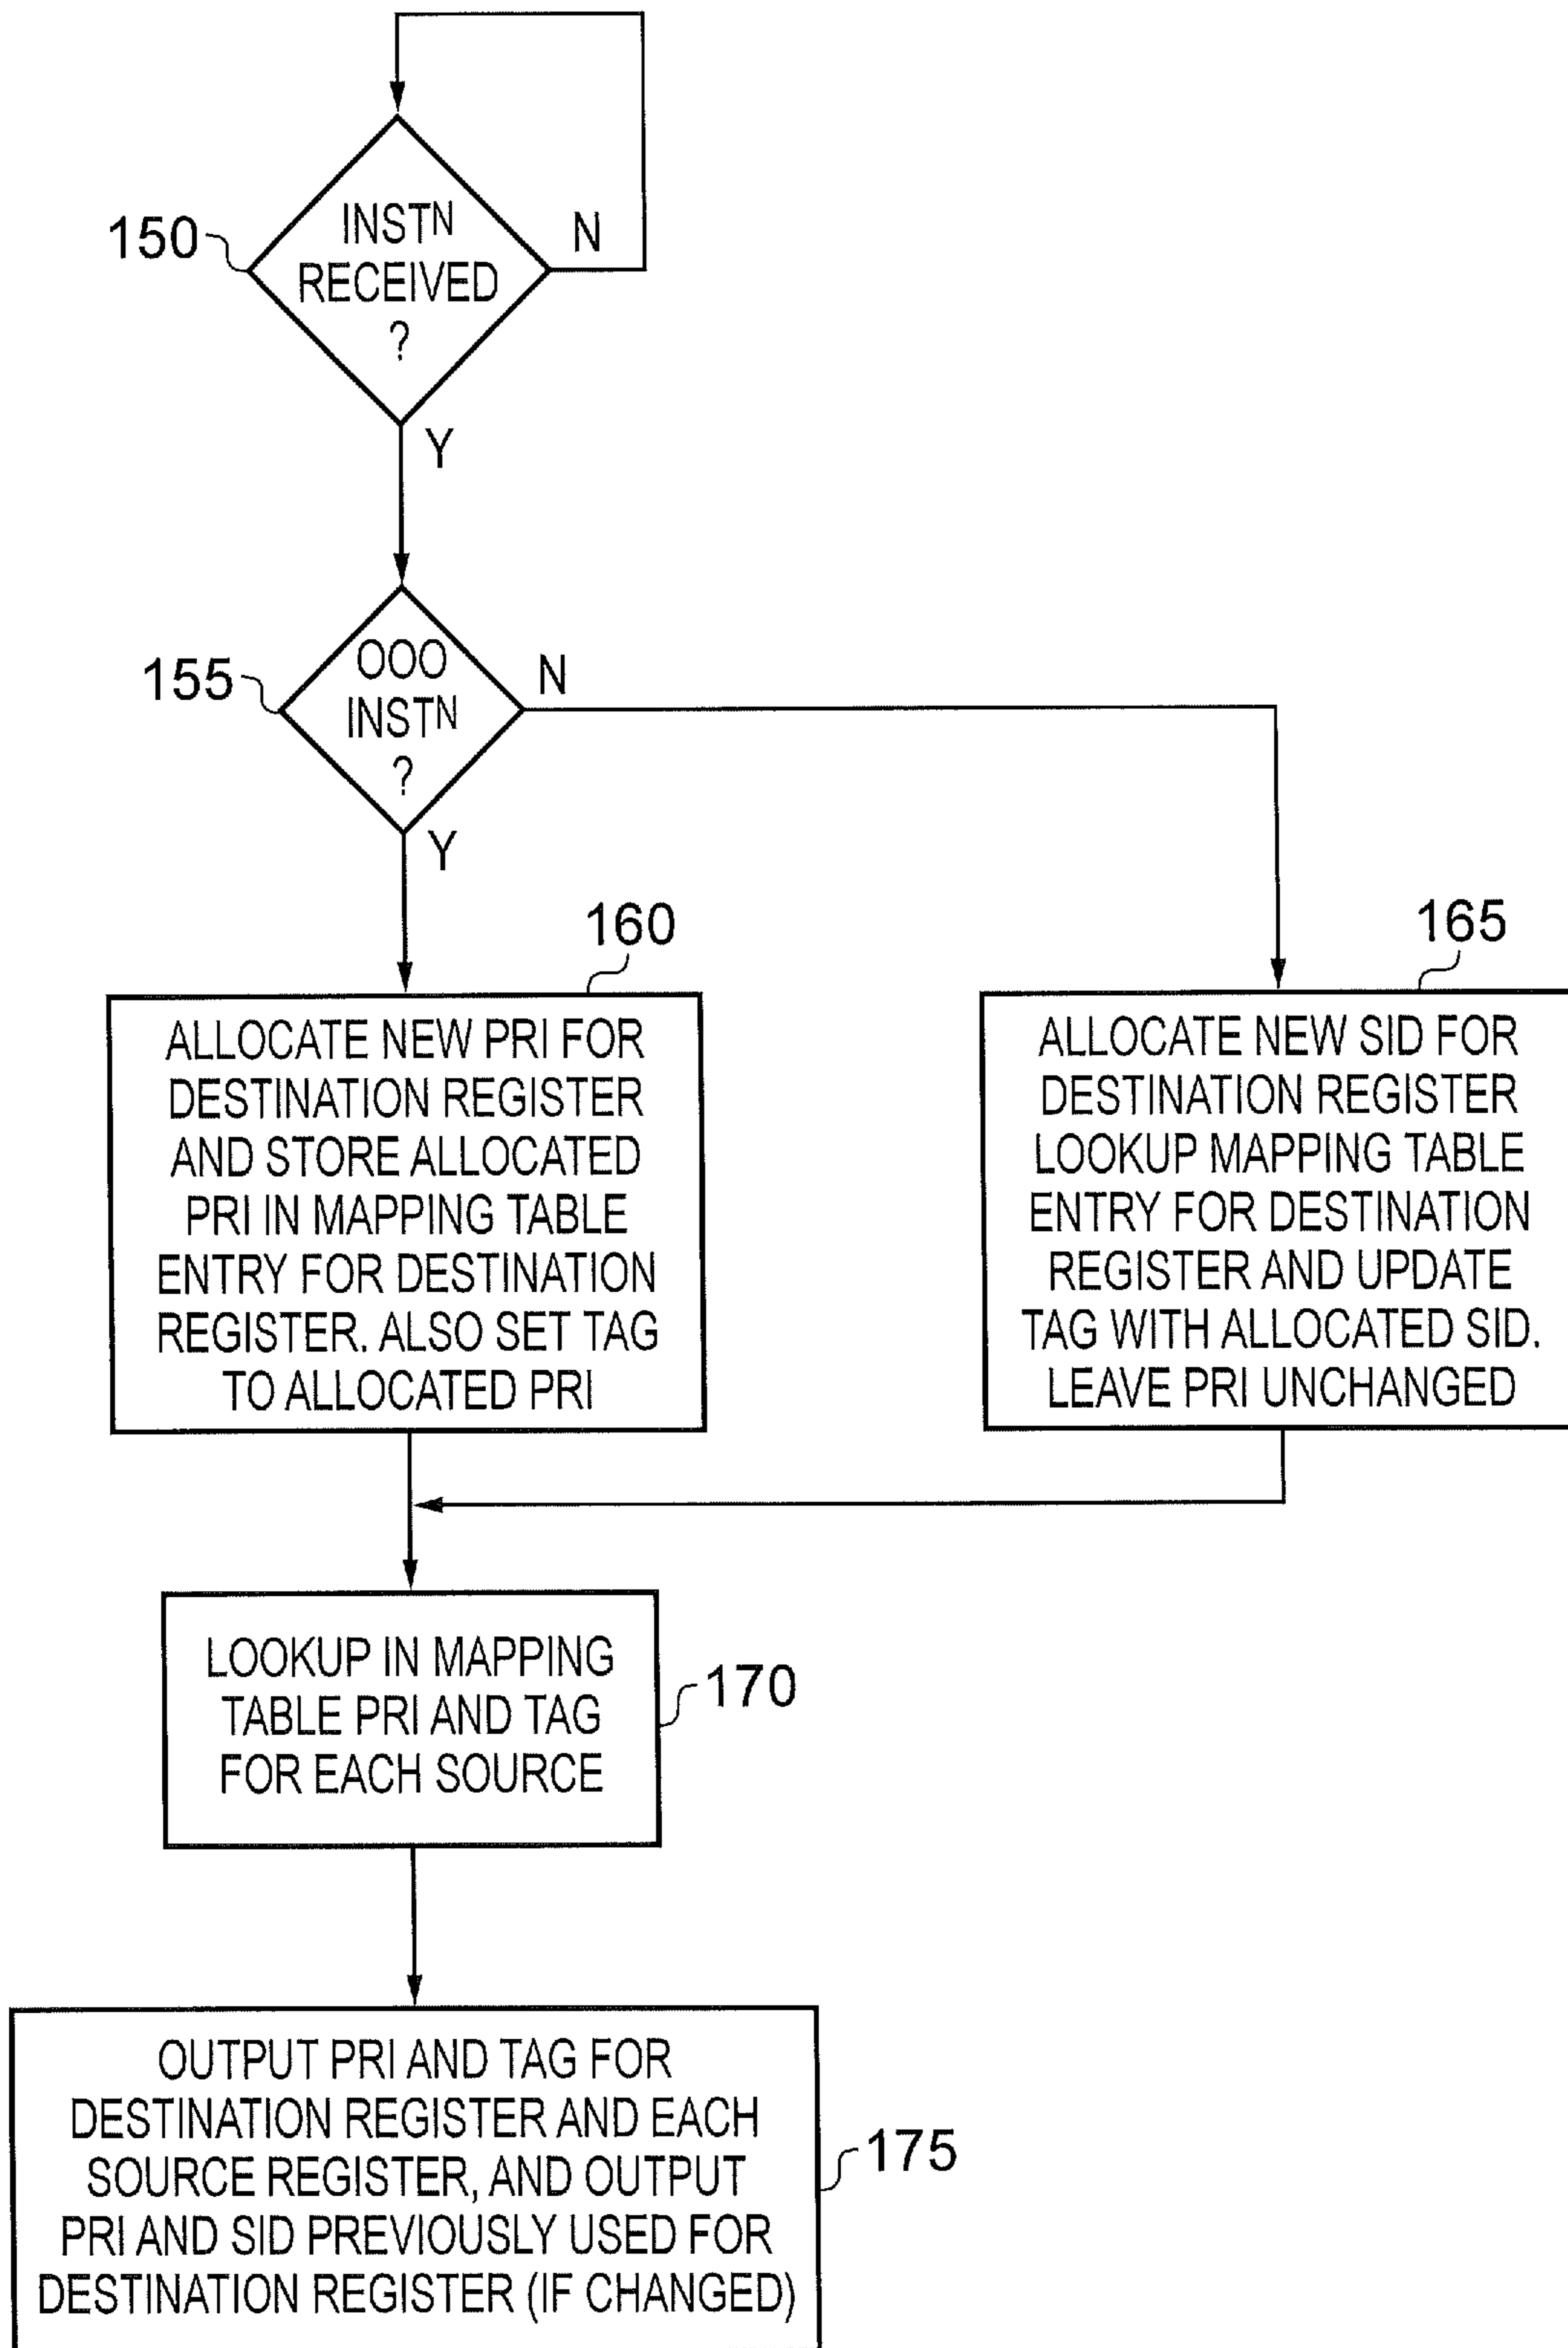 150
INSTN
RECEIVED
?
N
Y
155
OOO
INSTN
?
N
Y
160
ALLOCATE NEW PRI FOR
DESTINATION REGISTER
AND STORE ALLOCATED
PRI IN MAPPING TABLE
ENTRY FOR DESTINATION
REGISTER. ALSO SET TAG
TO ALLOCATED PRI
165
ALLOCATE NEW SID FOR
DESTINATION REGISTER
LOOKUP MAPPING TABLE
ENTRY FOR DESTINATION
REGISTER AND UPDATE
TAG WITH ALLOCATED SID.
LEAVE PRI UNCHANGED
LOOKUP IN MAPPING
TABLE PRI AND TAG
FOR EACH SOURCE
170
OUTPUT PRI AND TAG FOR
DESTINATION REGISTER AND EACH
SOURCE REGISTER, AND OUTPUT
PRI AND SID PREVIOUSLY USED FOR
DESTINATION REGISTER (IF CHANGED)
175